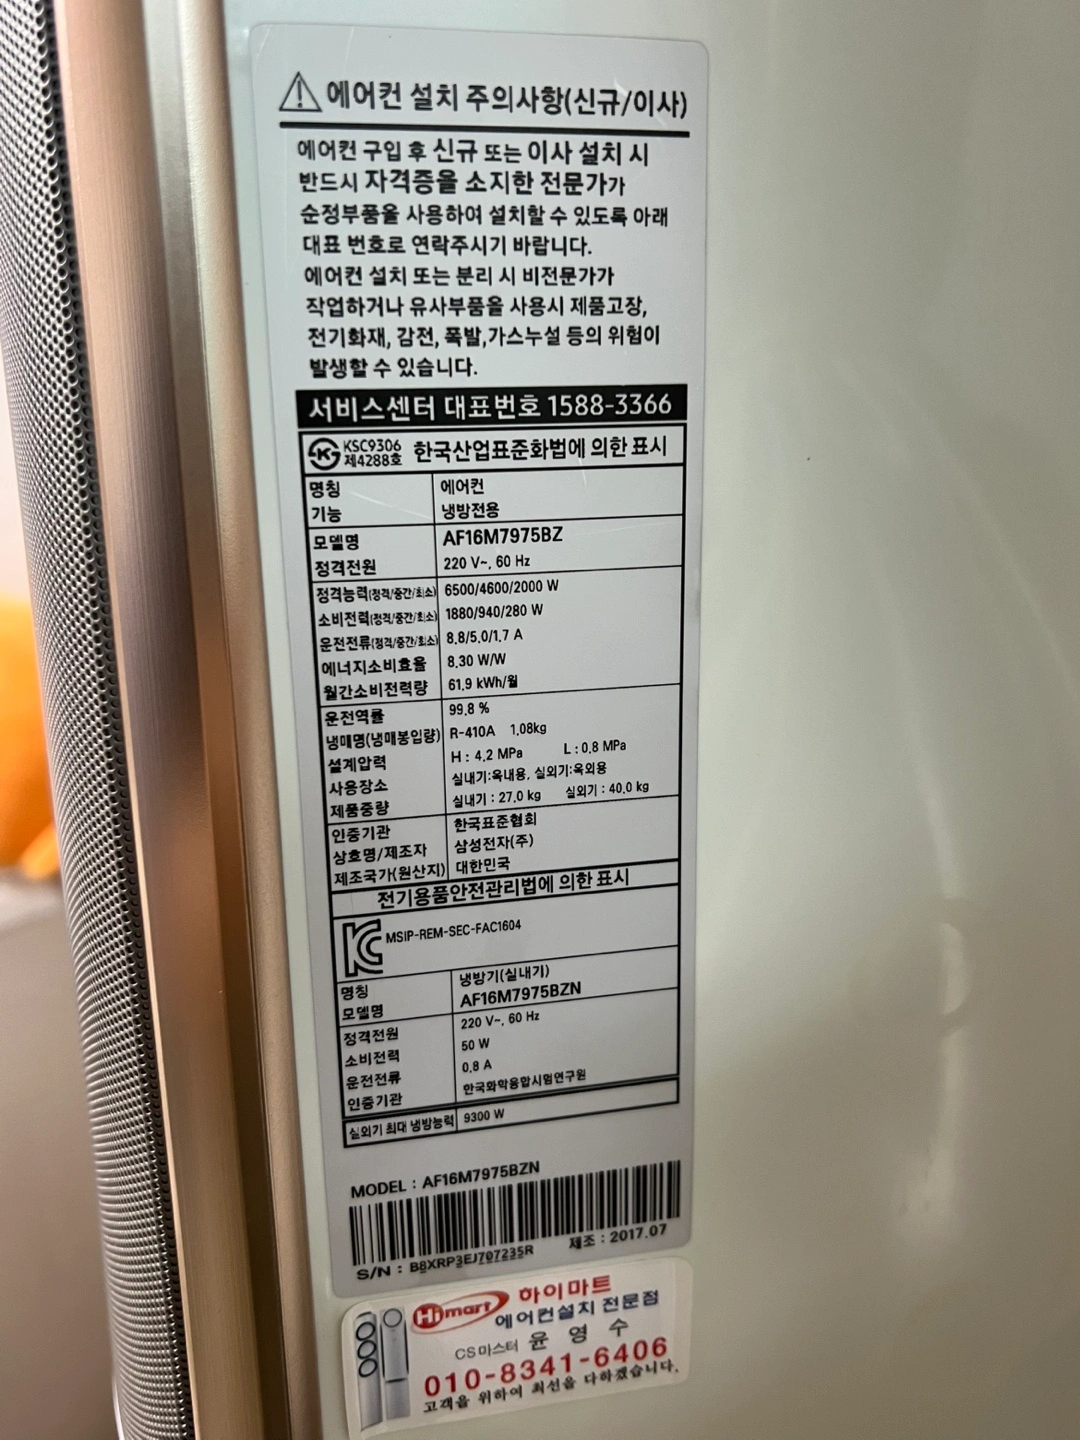 ⚠에어컨 설치 주의사항(신규/이사)
에어컨 구입 후 신규 또는 이사 설치 시
반드시 자격증을 소지한 전문가가
순정부품을 사용하여 설치할 수 있도록 아래
대표 번호로 연락주시기 바랍니다.
에어컨 설치 또는 분리 시 비전문가가
작업하거나 유사부품을 사용시 제품고장,
전기화재, 감전, 폭발,가스누설 등의 위험이
발생할 수 있습니다.
서비스센터 대표번호 1588-3366
KSC9306
제4288호 한국산업표준화법에 의한 표시
명칭 에어컨
기능 냉방전용
모델명 AF16M7975BZ
정격전원 220 V~, 60 Hz
정격능력(정격/중간/최소) 6500/4600/2000 W
소비전력(정격/중간/최소) 1880/940/280 W
운전전류(정격/중간/최소) 8.8/5.0/1.7 A
에너지소비효율 8.30 W/W
월간소비전력량 61.9 kWh/월
운전역률 99.8 %
냉매명(냉매봉입량) R-410A 1.08kg
설계압력 H : 4.2 MPa L : 0.8 MPa
사용장소 실내기:옥내용, 실외기:옥외용
제품중량 실내기 : 27.0 kg 실외기 : 40.0 kg
인증기관 한국표준협회
상호명/제조자 삼성전자(주)
제조국가(원산지) 대한민국
전기용품안전관리법에 의한 표시
MSIP-REM-SEC-FAC1604
명칭 냉방기(실내기)
모델명 AF16M7975BZN
정격전원 220 V~, 60 Hz
소비전력 50 W
운전전류 0.8 A
인증기관 한국화학융합시험연구원
실외기 최대 냉방능력 9300 W
MODEL : AF16M7975BZN
S/N : B8XRP3EJ707235R 제조 : 2017.07
Himart 하이마트
에어컨설치 전문점
CS마스터 윤 영 수
010-8341-6406
고객을 위하여 최선을 다하겠습니다.